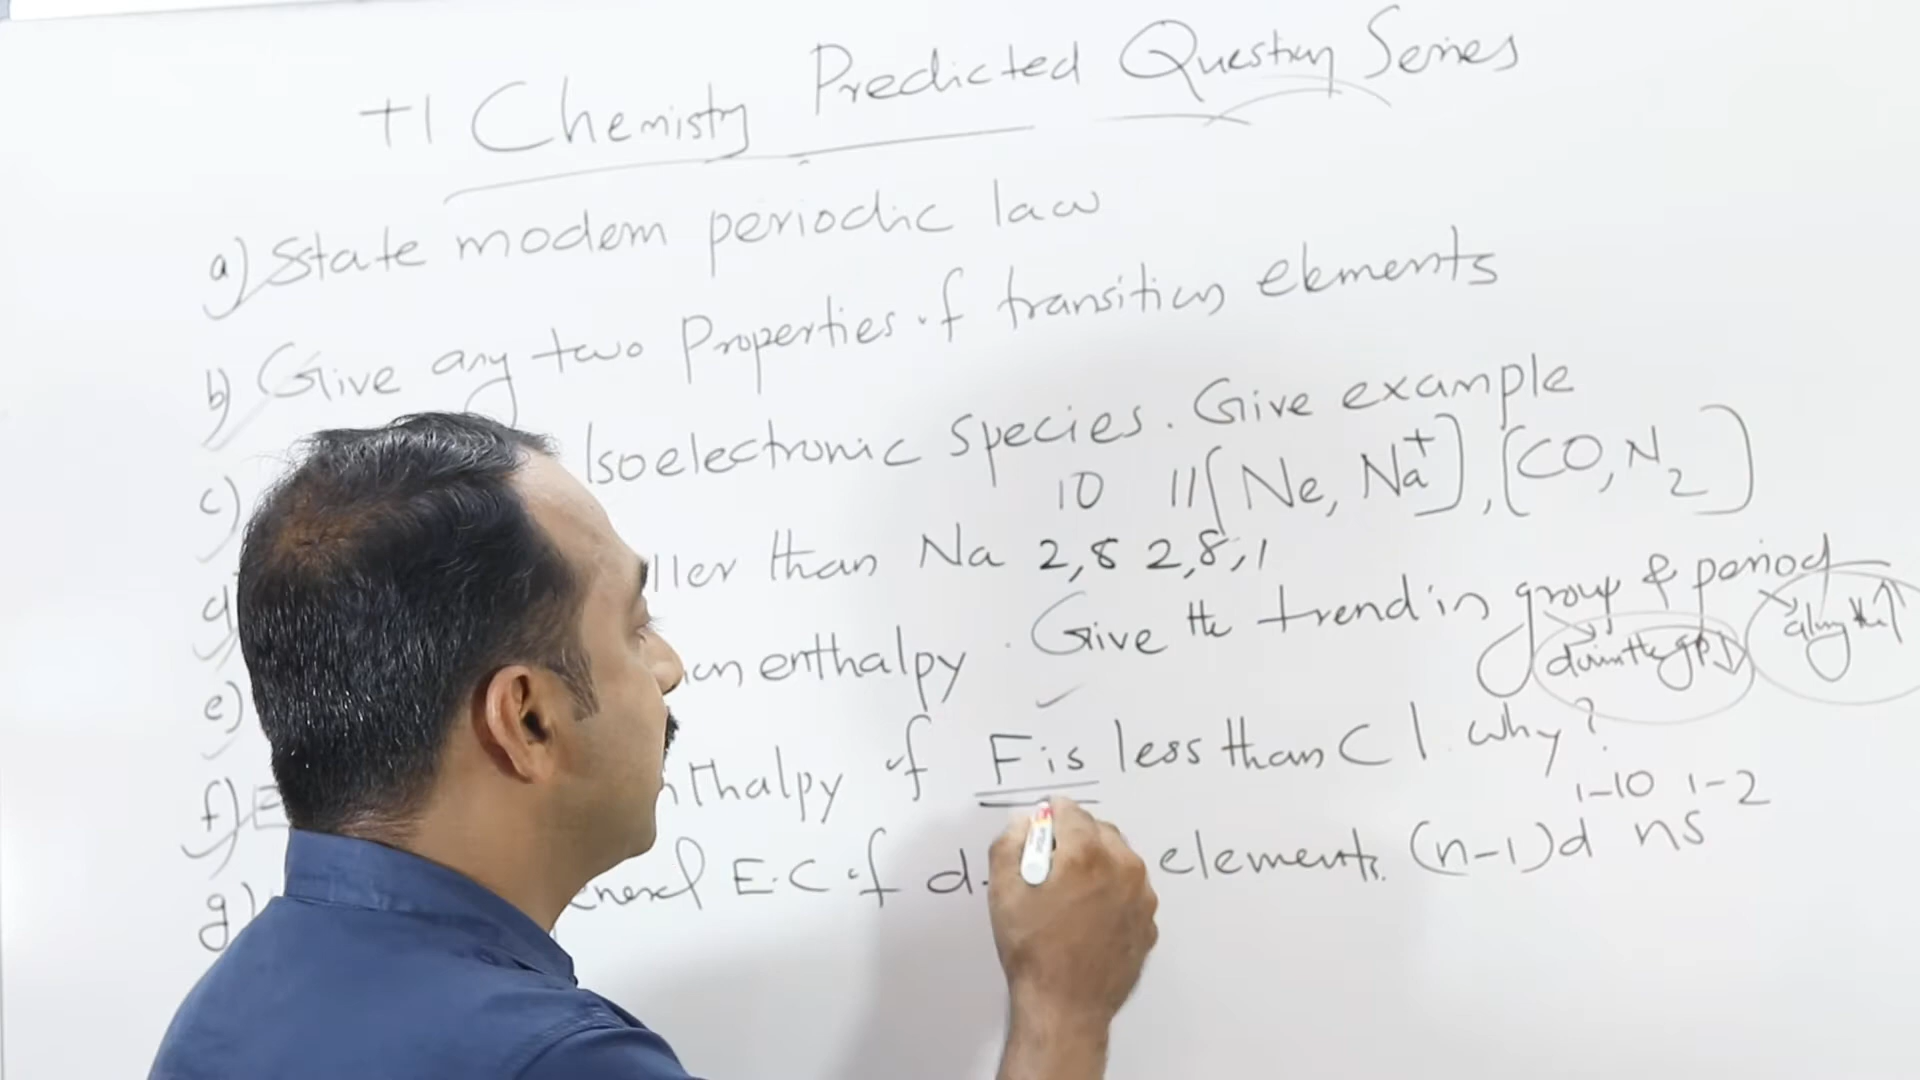 +1 Chemistry Predicted Question Series
a) State modern periodic law
b) Give any two Properties of transition elements
c) Isoelectronic Species. Give example
10 11 [Ne, Na+], [CO, N2]
than Na 2,8 2,8,1
e) enthalpy. Give the trend in group & period
down the gp ↓ along the ↑
f) of F is less than Cl why?
g) E.C of d elements. (n-1)d 1-10 ns 1-2